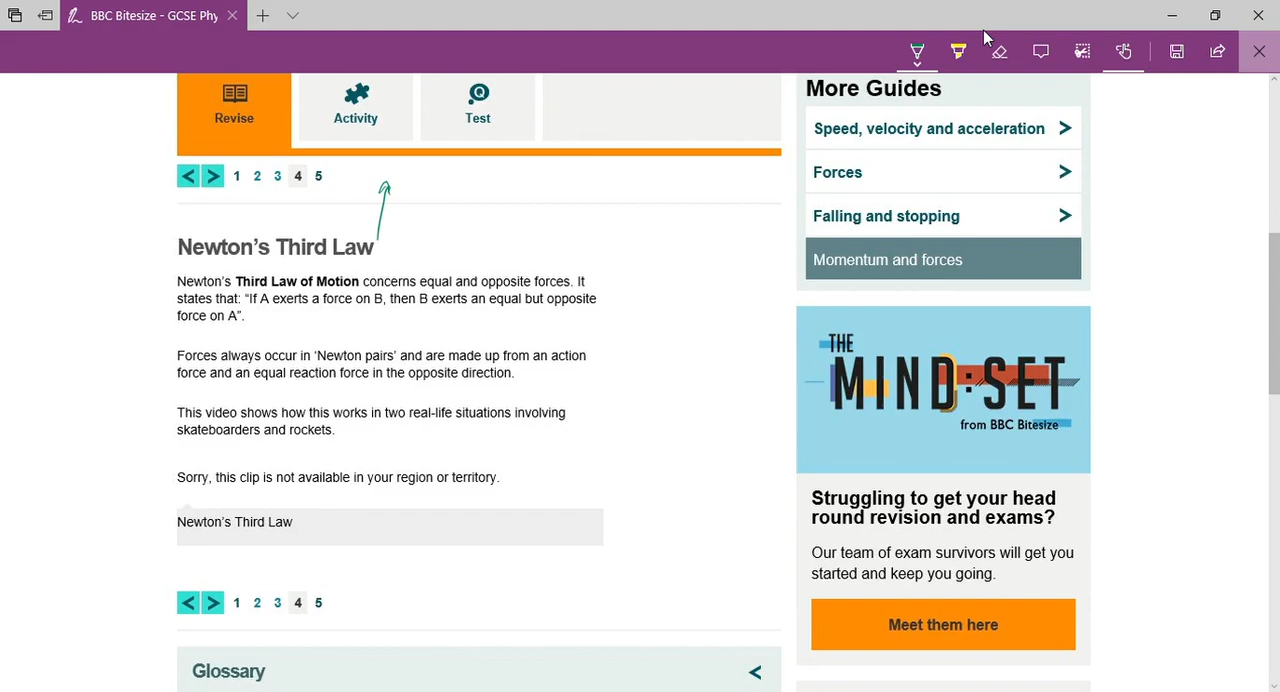 BBC Bitesize - GCSE Phy
Revise
Activity
Test
1 2 3 4 5
Newton's Third Law
Newton's Third Law of Motion concerns equal and opposite forces. It
states that: “If A exerts a force on B, then B exerts an equal but opposite
force on A”.
Forces always occur in ‘Newton pairs’ and are made up from an action
force and an equal reaction force in the opposite direction.
This video shows how this works in two real-life situations involving
skateboarders and rockets.
Sorry, this clip is not available in your region or territory.
Newton's Third Law
1 2 3 4 5
Glossary
More Guides
Speed, velocity and acceleration
Forces
Falling and stopping
Momentum and forces
THE
MIND:SET
from BBC Bitesize
Struggling to get your head
round revision and exams?
Our team of exam survivors will get you
started and keep you going.
Meet them here